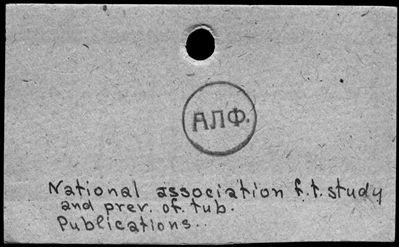 АЛФ.
National association f.t. study
and prev. of. tub.
Publications..